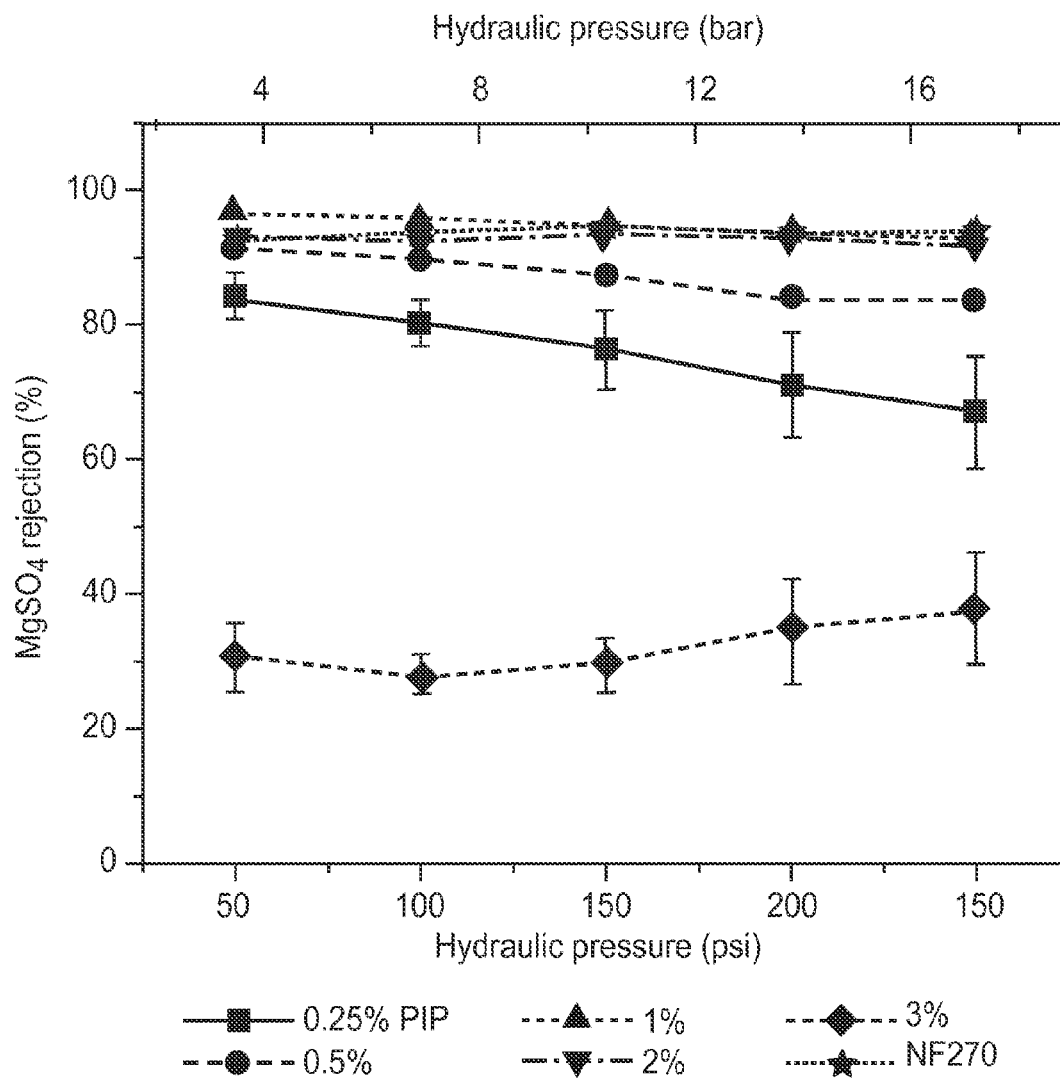 Hydraulic pressure (bar)
4 8 12 16
100
80
60
40
20
0
MgSO4 rejection (%)
50 100 150 200 150
Hydraulic pressure (psi)
0.25% PIP 1% 3%
0.5% 2% NF270